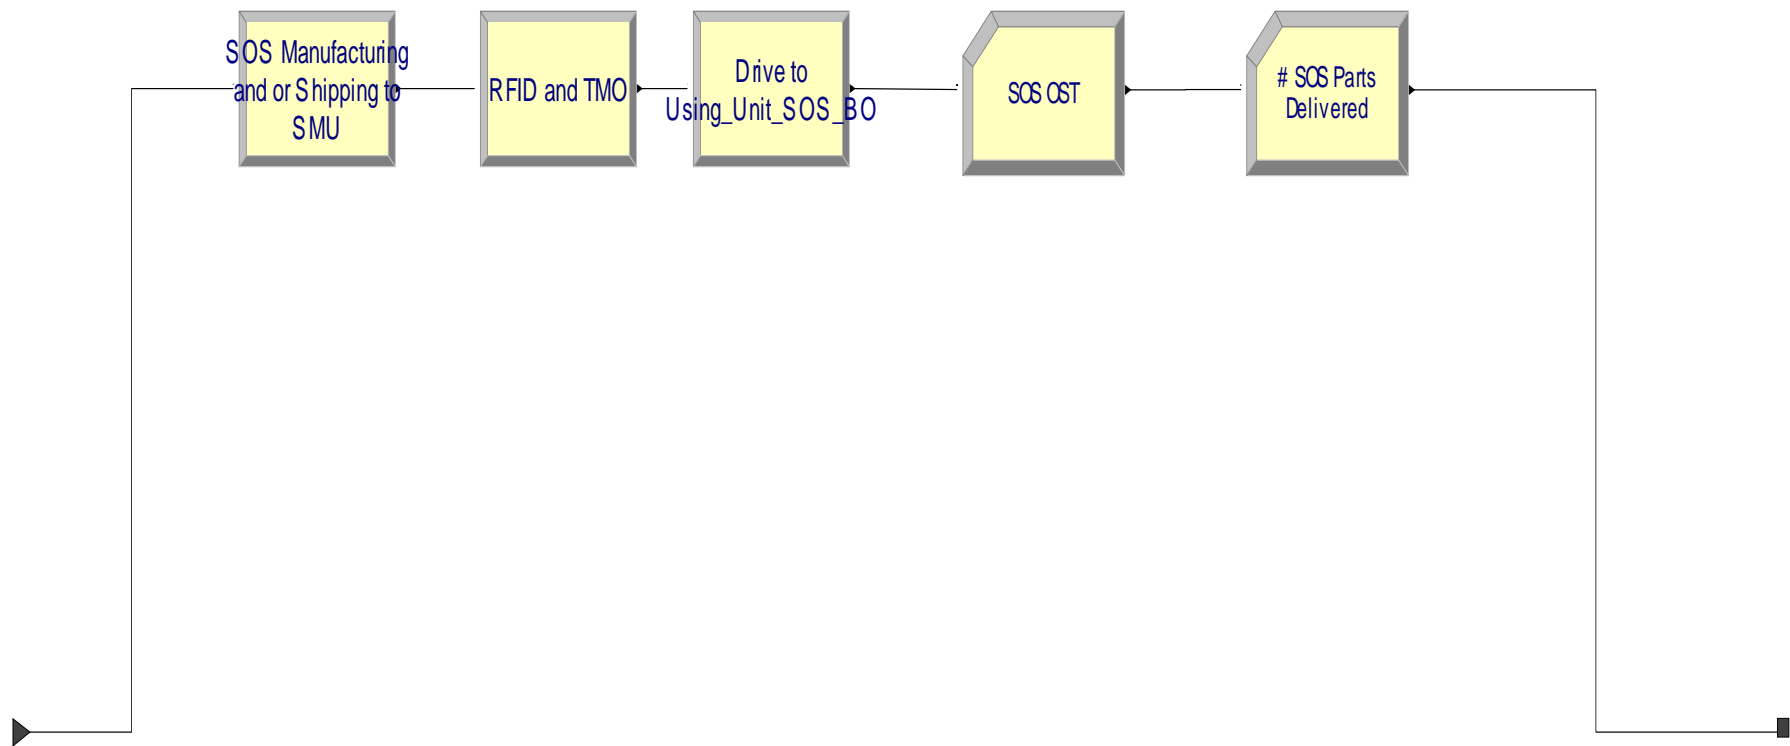 SOS Manufacturing
and or Shipping to
SMU
RFID and TMO
Drive to
Using_Unit_SOS_BO
SOS OST
# SOS Parts
Delivered